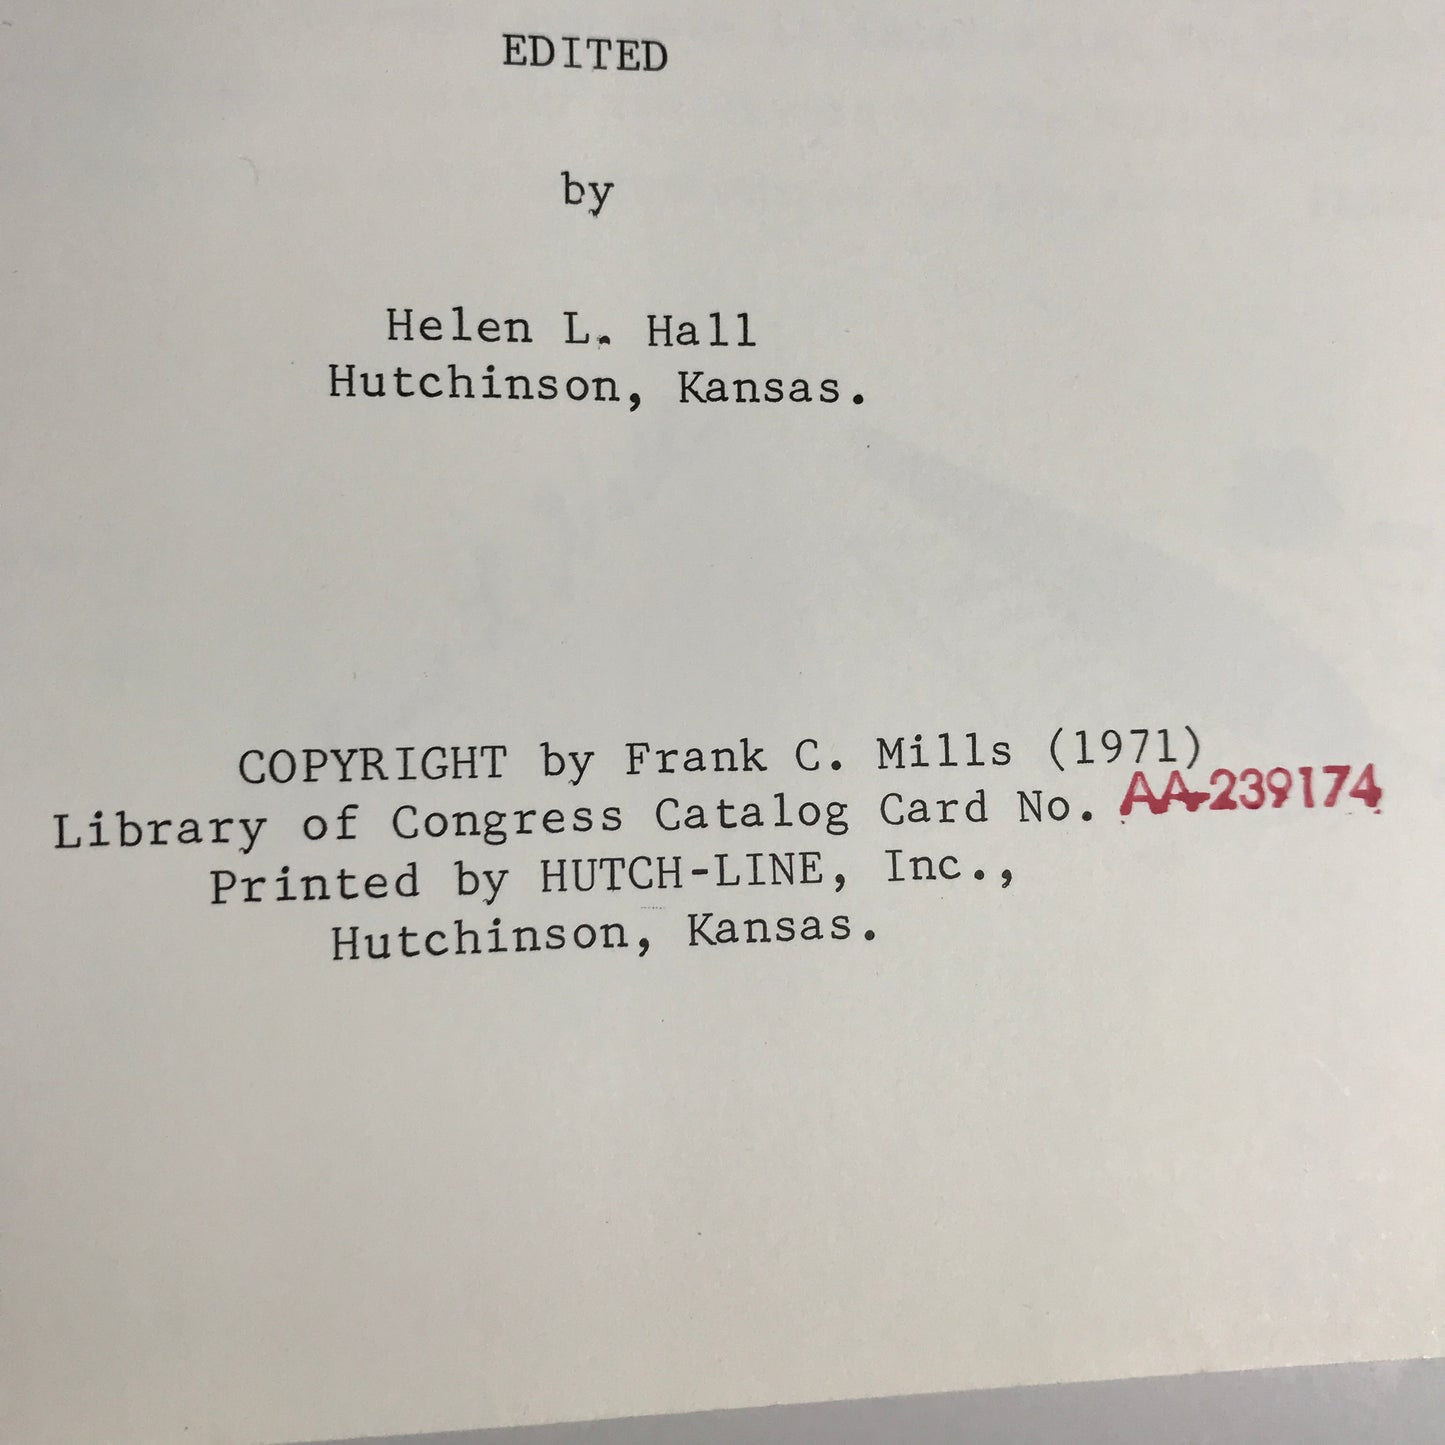 EDITED
by
Helen L. Hall
Hutchinson, Kansas.
COPYRIGHT by Frank C. Mills (1971)
Library of Congress Catalog Card No. AA-239174
Printed by HUTCH-LINE, Inc.,
Hutchinson, Kansas.